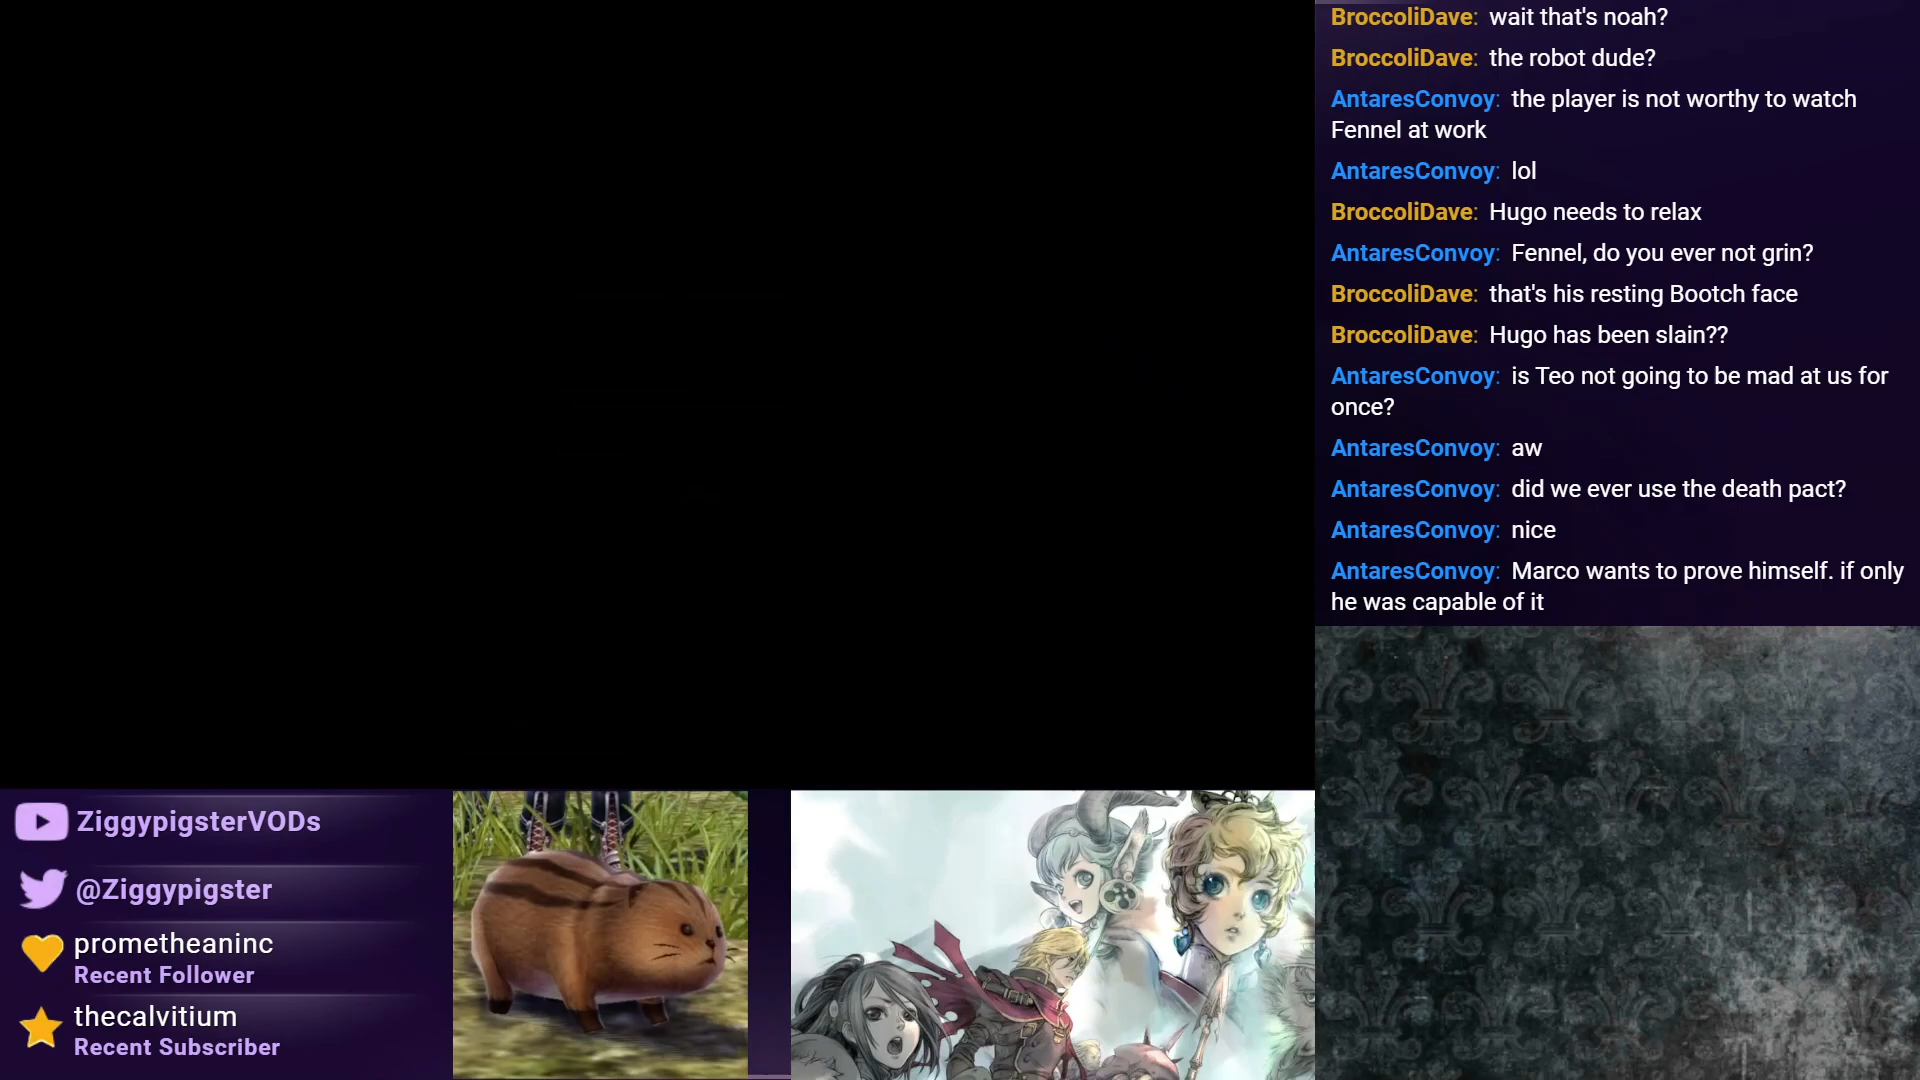 BroccoliDave: wait that's noah?
BroccoliDave: the robot dude?
AntaresConvoy: the player is not worthy to watch
Fennel at work
AntaresConvoy: lol
BroccoliDave: Hugo needs to relax
AntaresConvoy: Fennel, do you ever not grin?
BroccoliDave: that's his resting Bootch face
BroccoliDave: Hugo has been slain??
AntaresConvoy: is Teo not going to be mad at us for
once?
AntaresConvoy: aw
AntaresConvoy: did we ever use the death pact?
AntaresConvoy: nice
AntaresConvoy: Marco wants to prove himself. if only
he was capable of it
ZiggypigsterVODs
@Ziggypigster
prometheaninc
Recent Follower
thecalvitium
Recent Subscriber